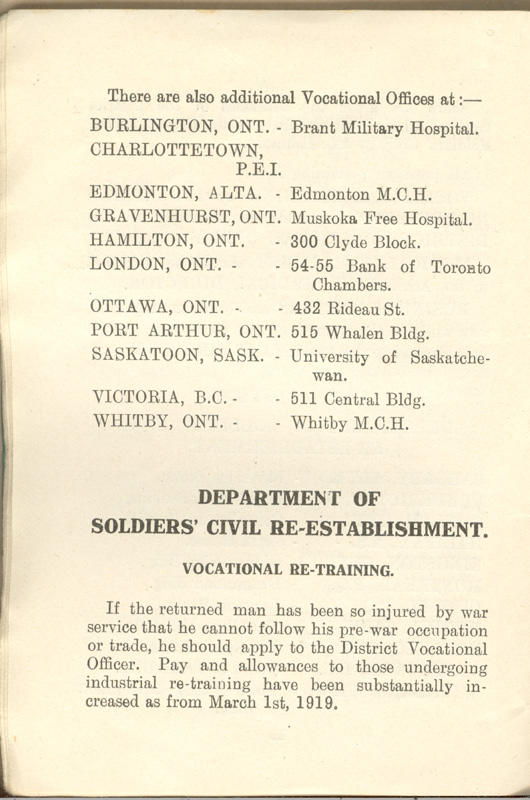 There are also additional Vocational Offices at :—
BURLINGTON, ONT. - Brant Military Hospital.
CHARLOTTETOWN,
P.E.I.
EDMONTON, ALTA. - Edmonton M.C.H.
GRAVENHURST, ONT. Muskoka Free Hospital.
HAMILTON, ONT. - 300 Clyde Block.
LONDON, ONT. - - 54-55 Bank of Toronto
Chambers.
OTTAWA, ONT. - - 432 Rideau St.
PORT ARTHUR, ONT. 515 Whalen Bldg.
SASKATOON, SASK. - University of Saskatche-
wan.
VICTORIA, B.C. - - 511 Central Bldg.
WHITBY, ONT. - - Whitby M.C.H.
DEPARTMENT OF
SOLDIERS' CIVIL RE-ESTABLISHMENT.
VOCATIONAL RE-TRAINING.
If the returned man has been so injured by war
service that he cannot follow his pre-war occupation
or trade, he should apply to the District Vocational
Officer. Pay and allowances to those undergoing
industrial re-training have been substantially in-
creased as from March 1st, 1919.